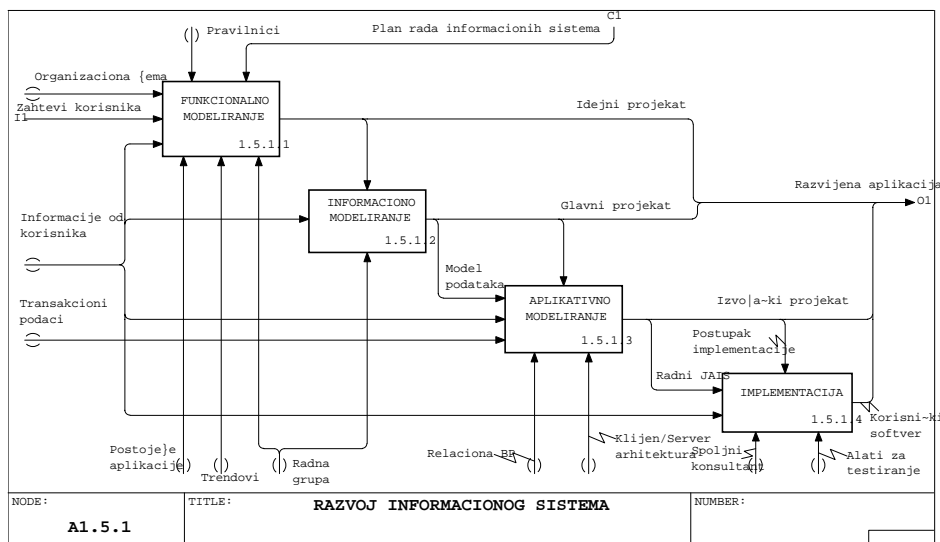 C1
Pravilnici
Plan rada informacionih sistema
Organizaciona {ema
Zahtevi korisnika
I1
FUNKCIONALNO
MODELIRANJE
1.5.1.1
Idejni projekat
Razvijena aplikacija
O1
Informacije od
korisnika
INFORMACIONO
MODELIRANJE
1.5.1.2
Glavni projekat
Model
podataka
Transakcioni
podaci
APLIKATIVNO
MODELIRANJE
1.5.1.3
Izvo|a~ki projekat
Postupak
implementacije
Radni JAIS
IMPLEMENTACIJA
1.5.1.4
Korisni~ki
softver
Postoje}e
aplikacije
Trendovi
Radna
grupa
Relaciona BP
Klijen/Server
arhitektura
Spoljni
konsultant
Alati za
testiranje
NODE:
A1.5.1
TITLE:
RAZVOJ INFORMACIONOG SISTEMA
NUMBER: